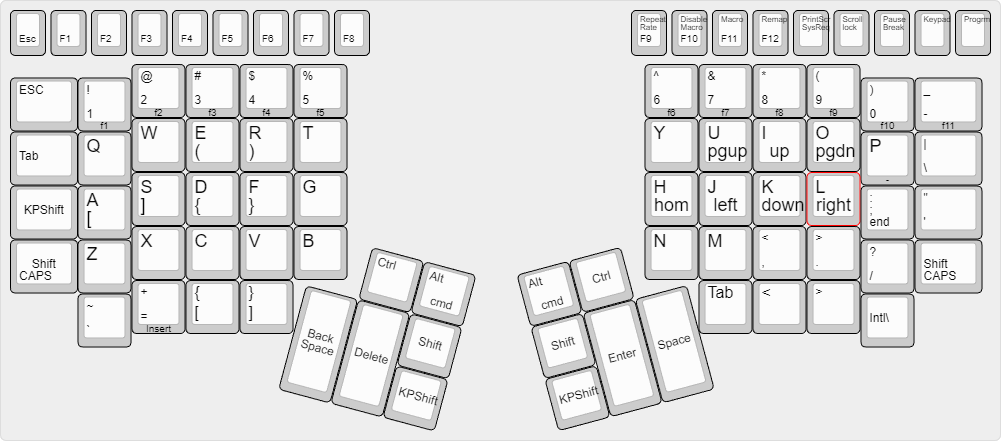 Esc F1 F2 F3 F4 F5 F6 F7 F8
Repeat Rate F9
Disable Macro F10
Macro F11
Remap F12
PrintScr SysReq
Scroll lock
Pause Break
Keypad
Progrm
ESC
! 1 f1
@ 2 f2
# 3 f3
$ 4 f4
% 5 f5
^ 6 f6
& 7 f7
* 8 f8
( 9 f9
) 0 f10
_ - f11
Tab
Q
W
E (
R )
T
Y
U pgup
I up
O pgdn
P -
| \
KPShift
A [
S ]
D {
F }
G
H hom
J left
K down
L right
: ; end
" '
Shift CAPS
Z
X
C
V
B
N
M
< ,
> .
? /
Shift CAPS
~ `
+ = Insert
{ [
} ]
Tab
<
>
Intl\
Ctrl
Alt cmd
Back Space
Delete
Shift
KPShift
Alt cmd
Ctrl
Shift
Enter
Space
KPShift